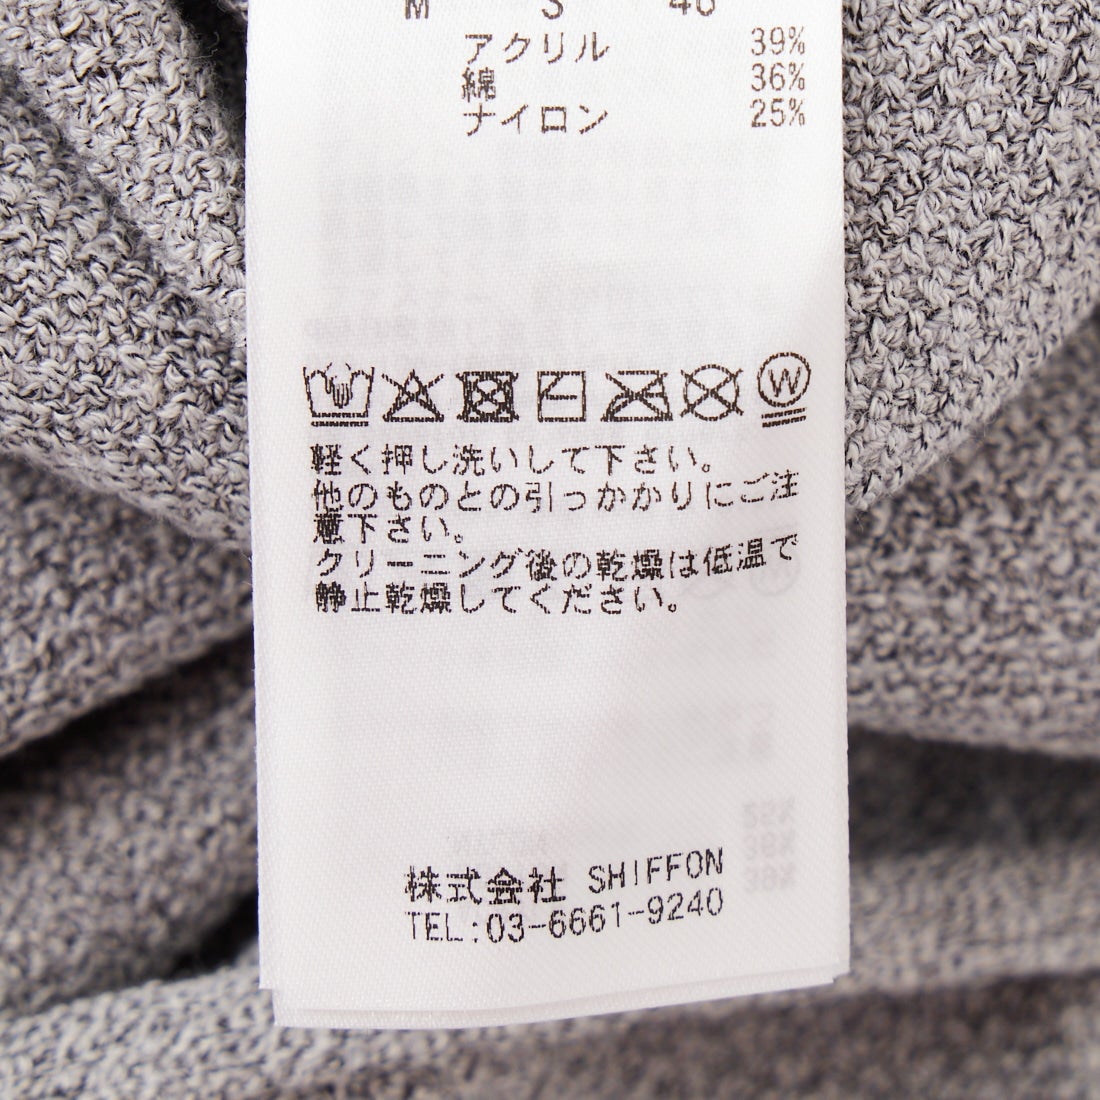 M S 46
アクリル 39%
綿 36%
ナイロン 25%
W
軽く押し洗いして下さい。
他のものとの引っかかりにご注
意下さい。
クリーニング後の乾燥は低温で
静止乾燥してください。
株式会社 SHIFFON
TEL:03-6661-9240